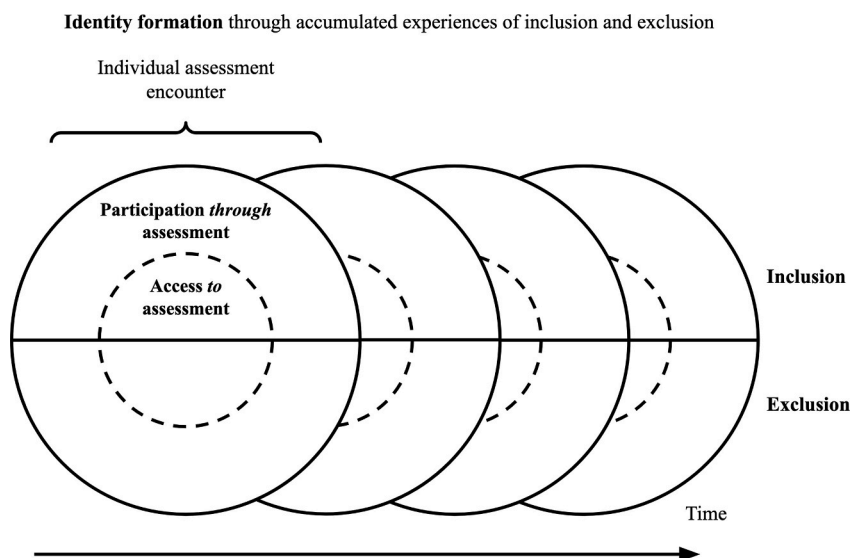 Identity formation through accumulated experiences of inclusion and exclusion
Individual assessment
encounter
Participation through
assessment
Access to
assessment
Inclusion
Exclusion
Time